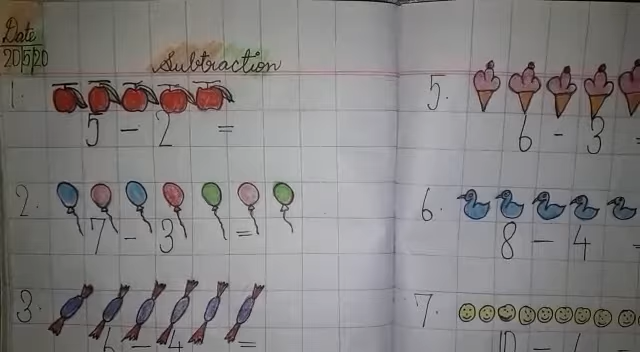 Date
20/5/20
Subtraction
1.
5 - 2 =
2.
7 - 3 =
3.
6 - 4 =
5.
6 - 3 =
6.
8 - 4 =
7.
10 -